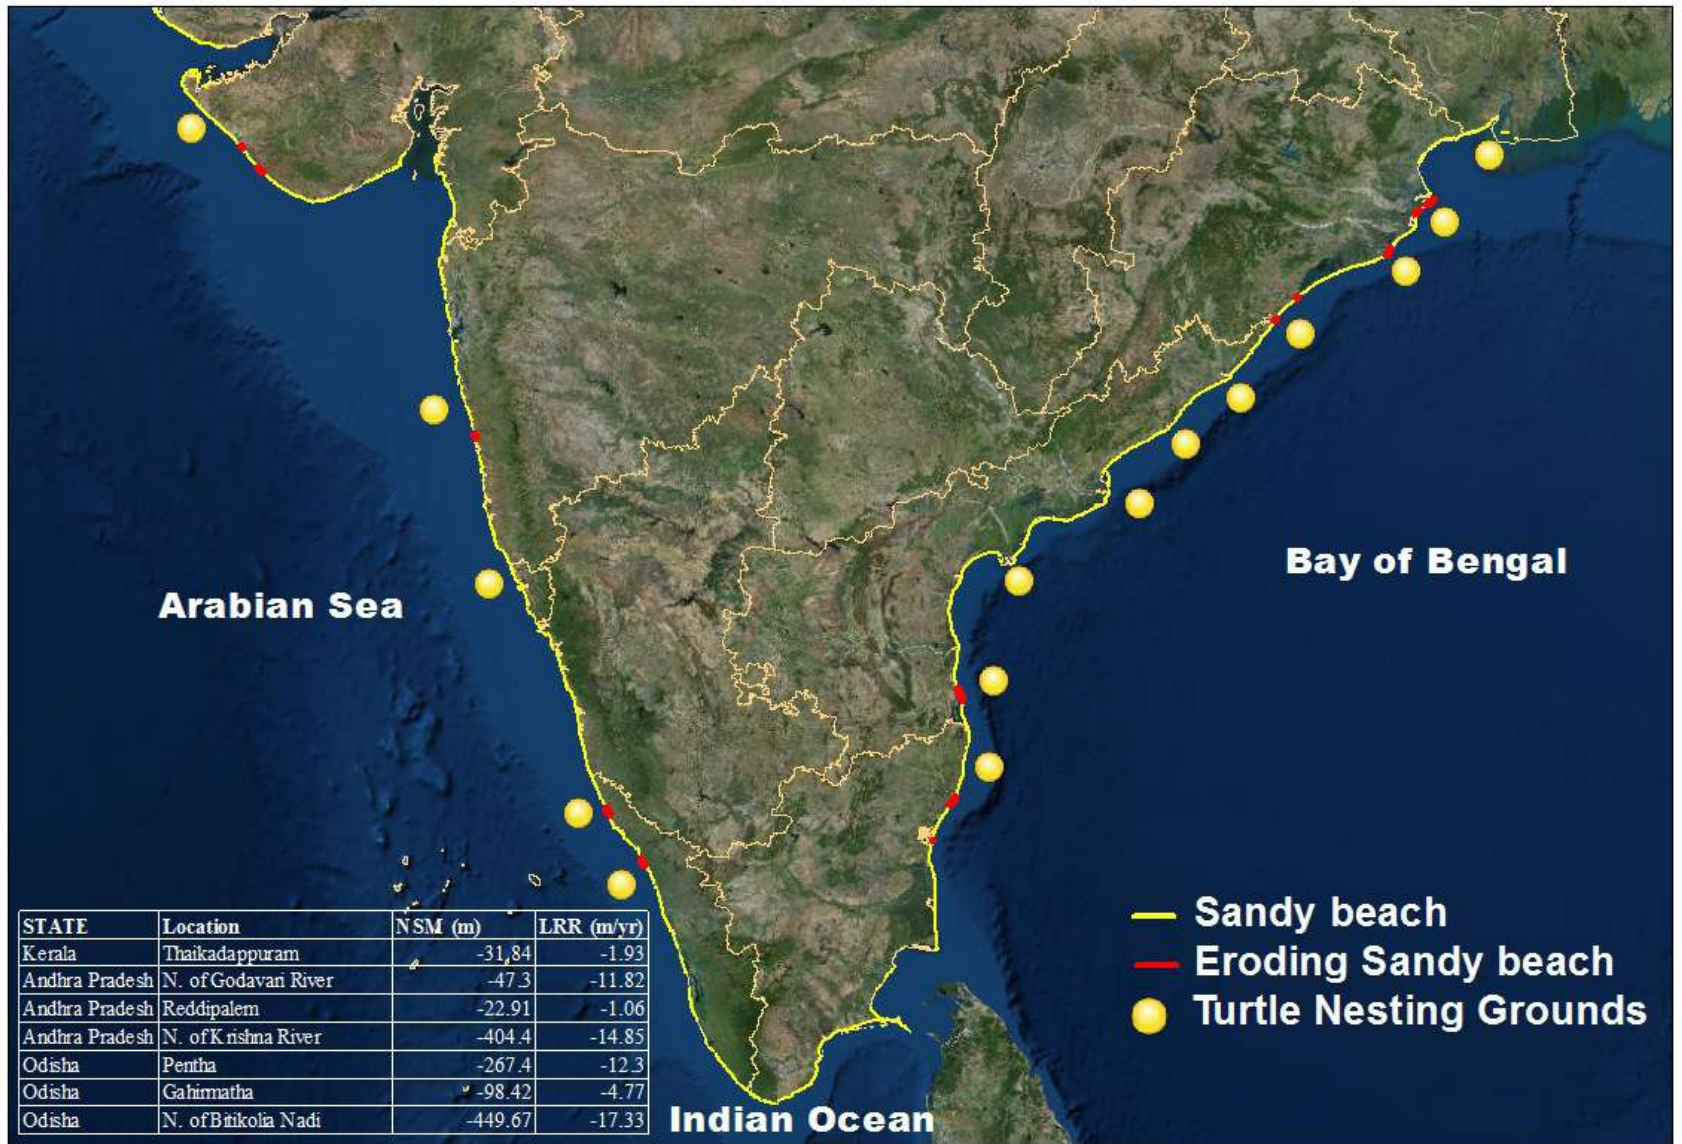 Arabian Sea
Bay of Bengal
Sandy beach
Eroding Sandy beach
Turtle Nesting Grounds
STATE Location NSM (m) LRR (m/yr)
Kerala Thaikadappuram -31.84 -1.93
Andhra Pradesh N. of Godavari River -47.3 -11.82
Andhra Pradesh Reddipalem -22.91 -1.06
Andhra Pradesh N. of Krishna River -404.4 -14.85
Odisha Pentha -267.4 -12.3
Odisha Gahirmatha -98.42 -4.77
Odisha N. of Bitikolia Nadi -449.67 -17.33
Indian Ocean